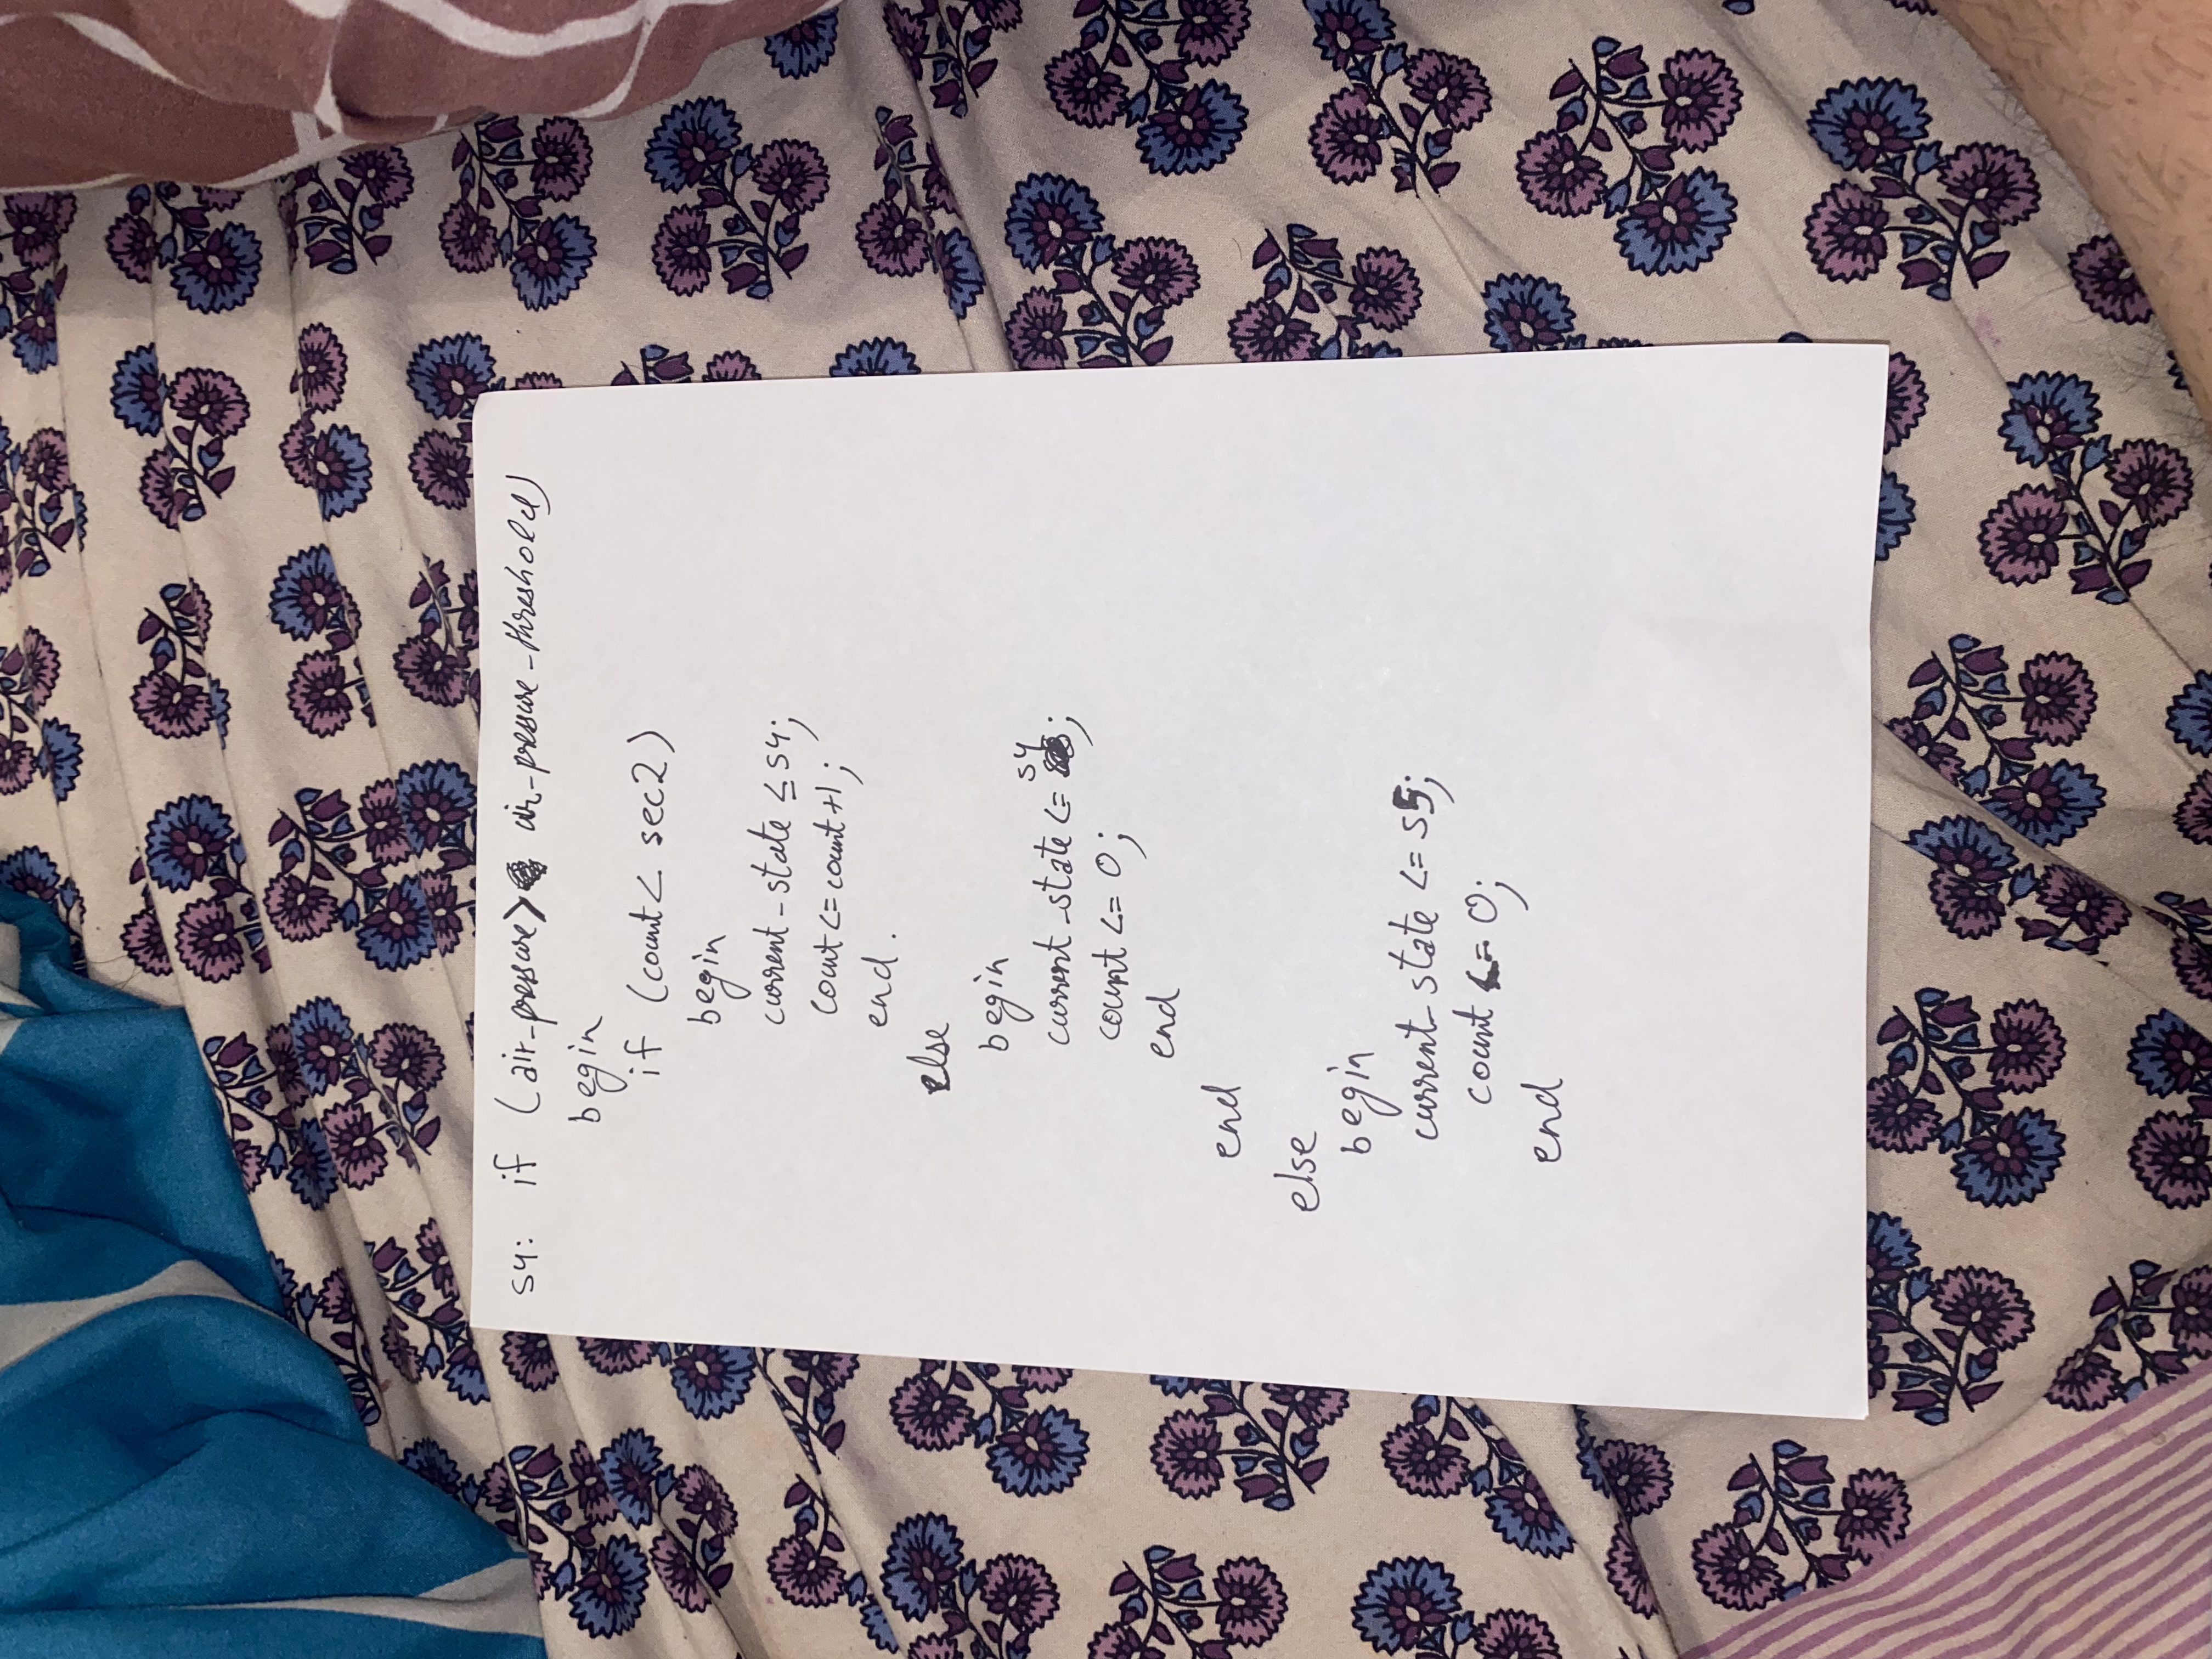 S4: if (air_pressure> air_pressure_threshold)
begin
if (count< sec2)
begin
current_state ≤ S4;
count <= count+1;
end.
else
begin
current_state <= S4;
count <= 0;
end
end
else
begin
current_state <= S5;
count <= 0;
end